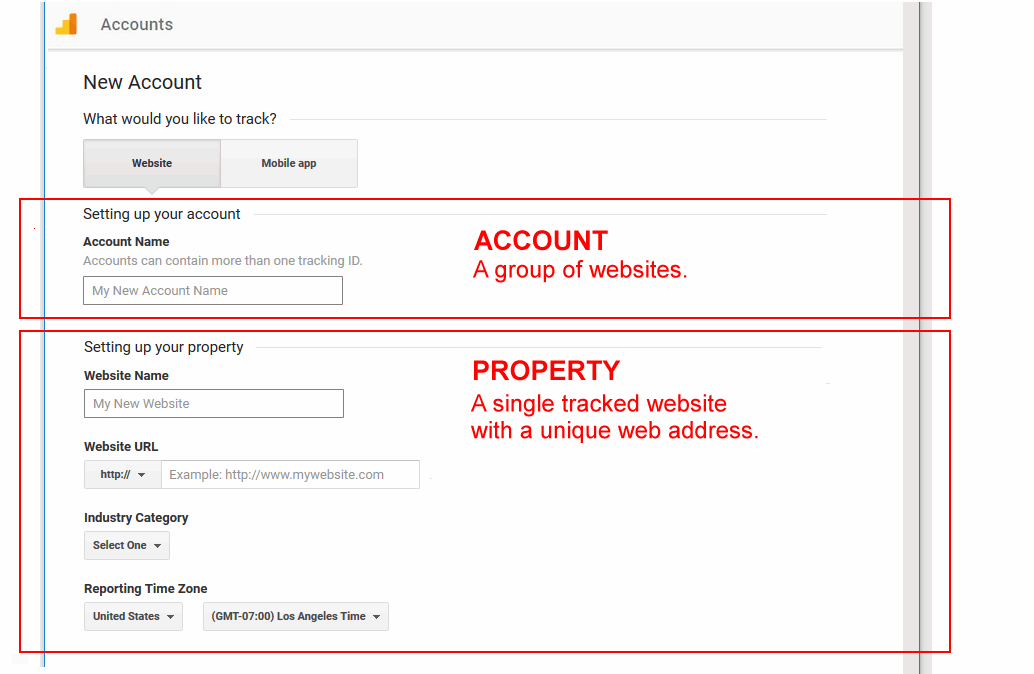 Accounts
New Account
What would you like to track?
Website Mobile app
Setting up your account
Account Name
Accounts can contain more than one tracking ID.
My New Account Name
ACCOUNT
A group of websites.
Setting up your property
Website Name
My New Website
PROPERTY
A single tracked website
with a unique web address.
Website URL
http:// Example: http://www.mywebsite.com
Industry Category
Select One
Reporting Time Zone
United States (GMT-07:00) Los Angeles Time